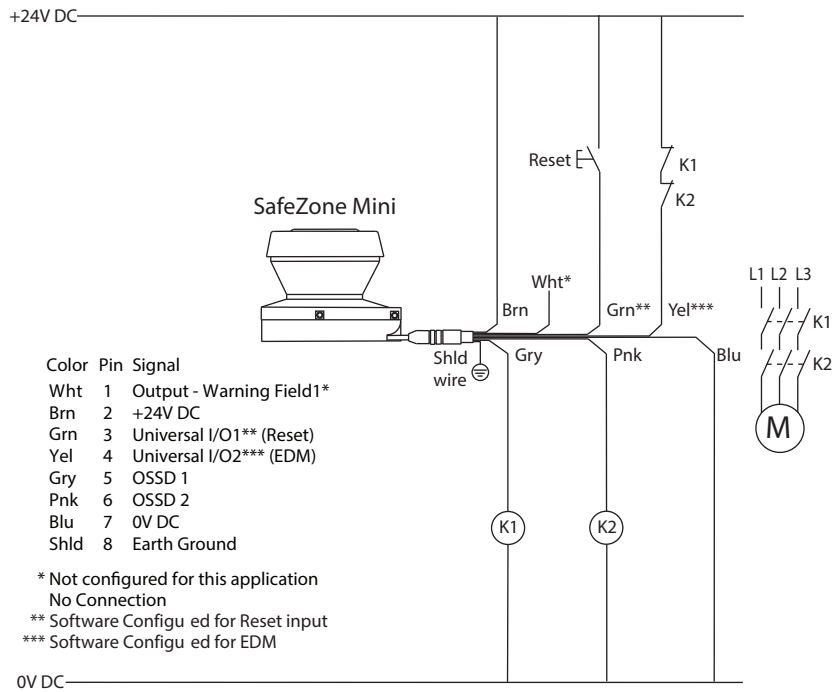 +24V DC
Reset
K1
K2
SafeZone Mini
Wht*
L1 L2 L3
Brn
Grn**
Yel***
K1
Shld
wire
Gry
Pnk
Blu
K2
M
Color Pin Signal
Wht 1 Output - Warning Field1*
Brn 2 +24V DC
Grn 3 Universal I/O1** (Reset)
Yel 4 Universal I/O2*** (EDM)
Gry 5 OSSD 1
Pnk 6 OSSD 2
Blu 7 0V DC
Shld 8 Earth Ground
K1
K2
* Not configured for this application
No Connection
** Software Configu ed for Reset input
*** Software Configu ed for EDM
0V DC